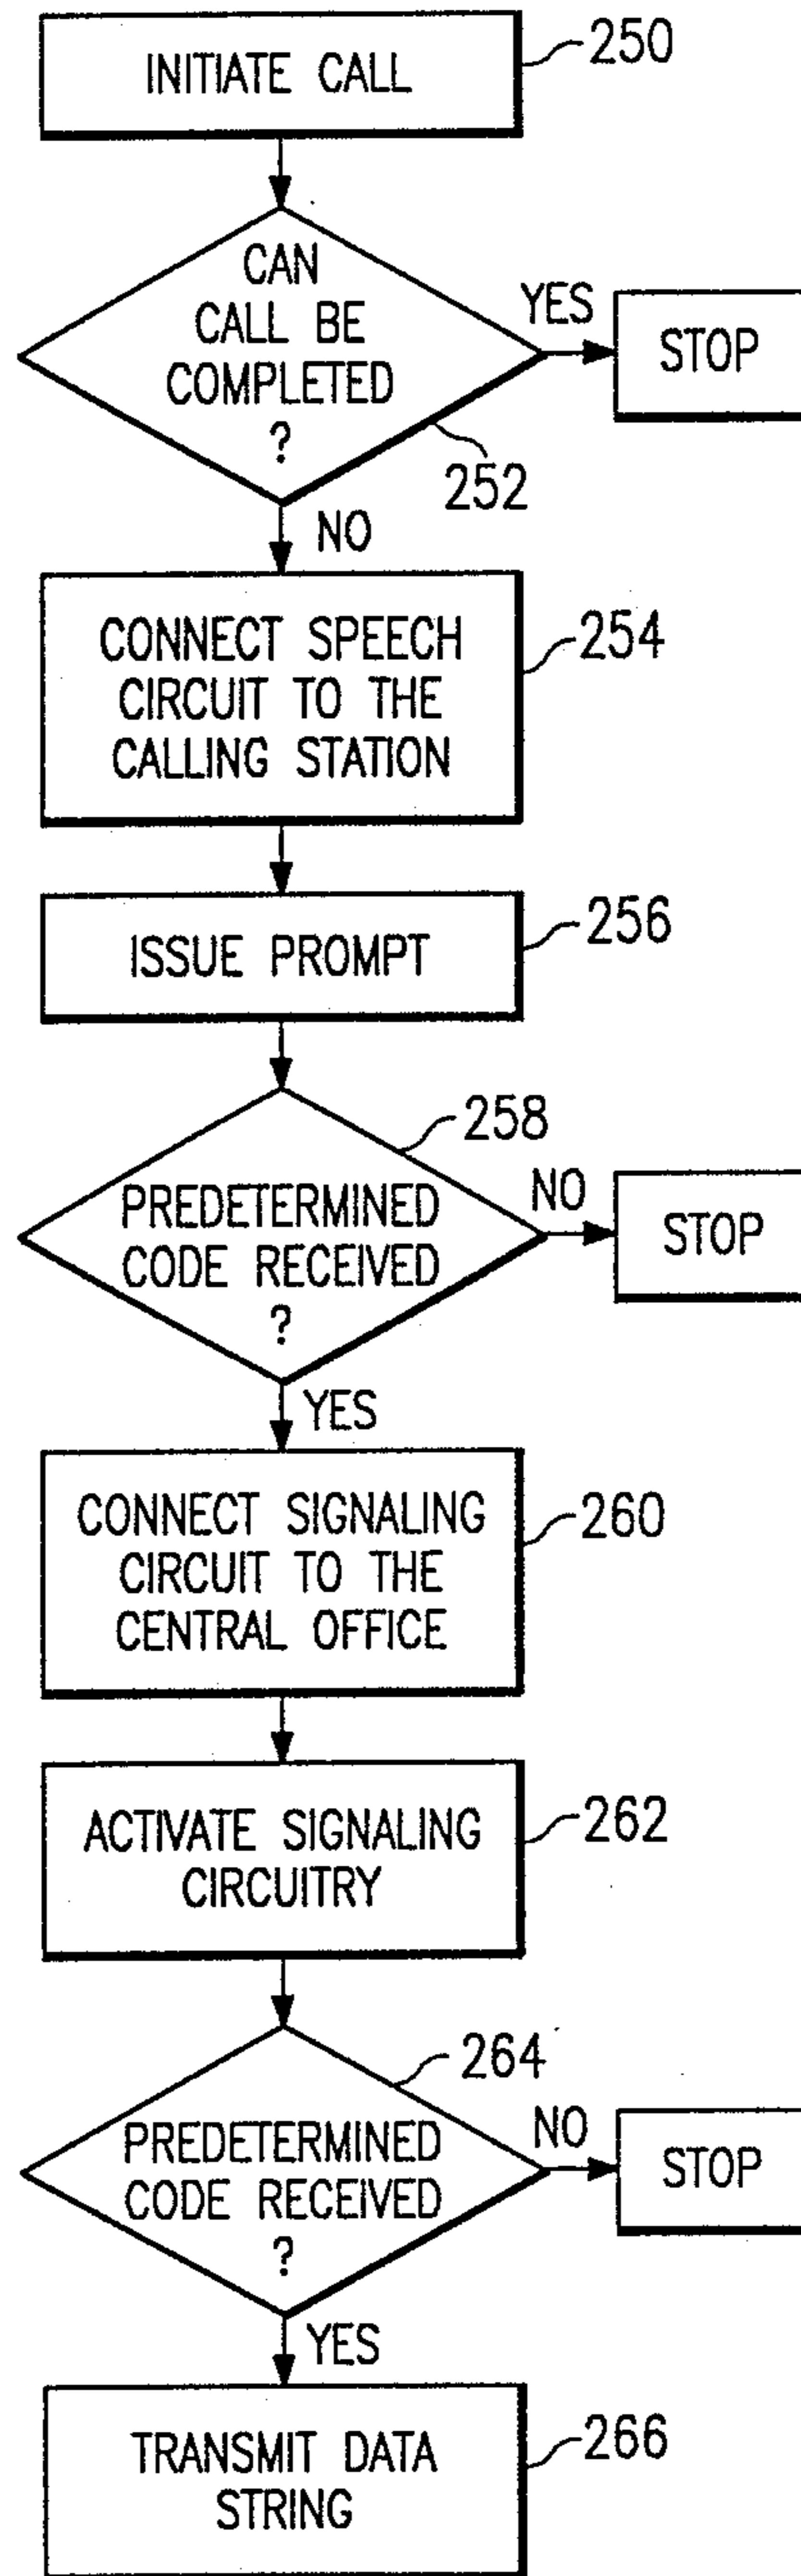 INITIATE CALL
250
CAN
CALL BE
COMPLETED
?
YES
STOP
252
NO
CONNECT SPEECH
CIRCUIT TO THE
CALLING STATION
254
ISSUE PROMPT
256
258
PREDETERMINED
CODE RECEIVED
?
NO
STOP
YES
CONNECT SIGNALING
CIRCUIT TO THE
CENTRAL OFFICE
260
ACTIVATE SIGNALING
CIRCUITRY
262
264
PREDETERMINED
CODE RECEIVED
?
NO
STOP
YES
TRANSMIT DATA
STRING
266